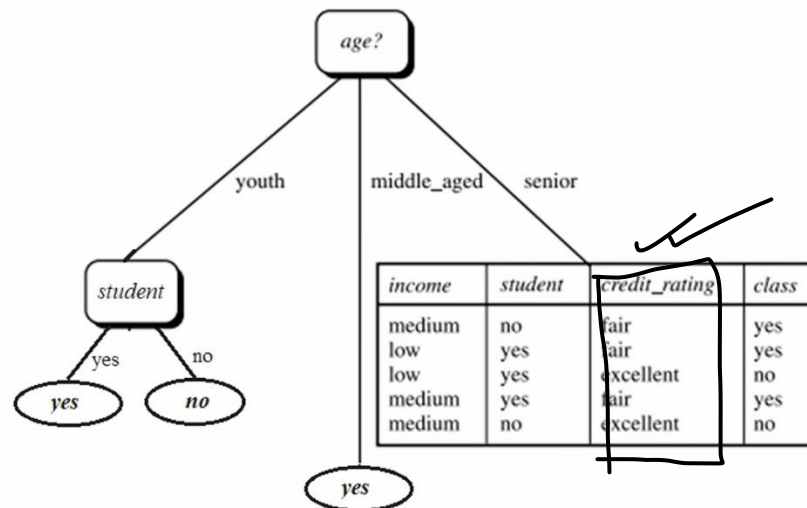 age?
youth middle_aged senior
student
income student credit_rating class
medium no fair yes
low yes fair yes
low yes excellent no
medium yes fair yes
medium no excellent no
yes no
yes no
yes